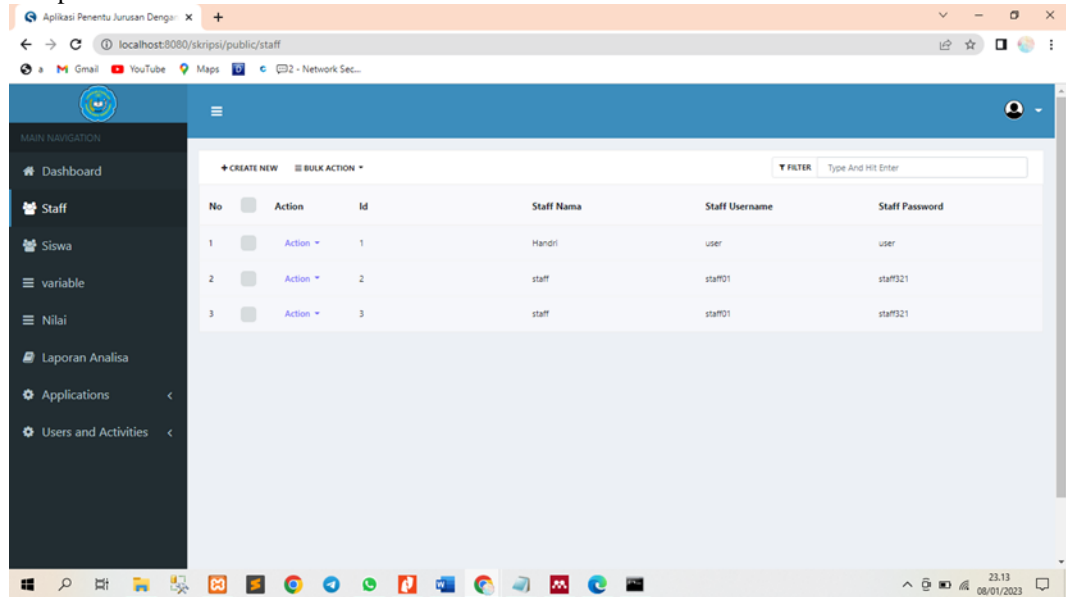 Aplikasi Penentu Jurusan Dengan
localhost:8080/skripsi/public/staff
a Gmail YouTube Maps D c 2 - Network Sec...
MAIN NAVIGATION
Dashboard
Staff
Siswa
variable
Nilai
Laporan Analisa
Applications
Users and Activities
CREATE NEW BULK ACTION FILTER Type And Hit Enter
No Action Id Staff Nama Staff Username Staff Password
1 Action 1 Handri user user
2 Action 2 staff staff01 staff321
3 Action 3 staff staff01 staff321
23.13
08/01/2023